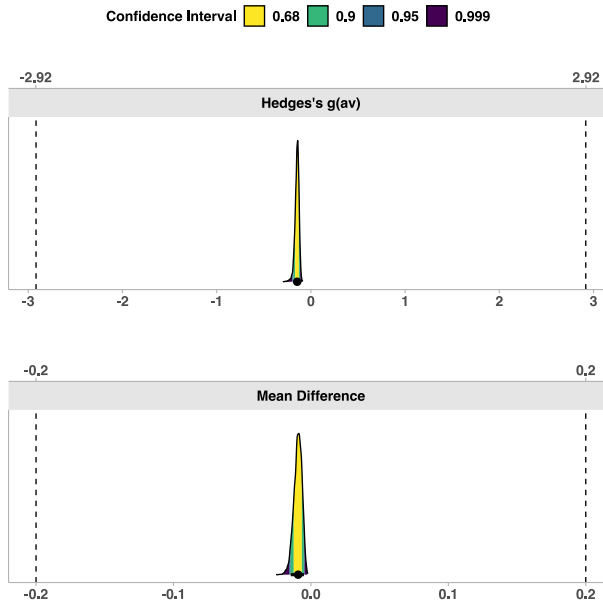 Confidence Interval 0.68 0.9 0.95 0.999
-2.92 2.92
Hedges's g(av)
-3 -2 -1 0 1 2 3
-0.2 0.2
Mean Difference
-0.2 -0.1 0.0 0.1 0.2